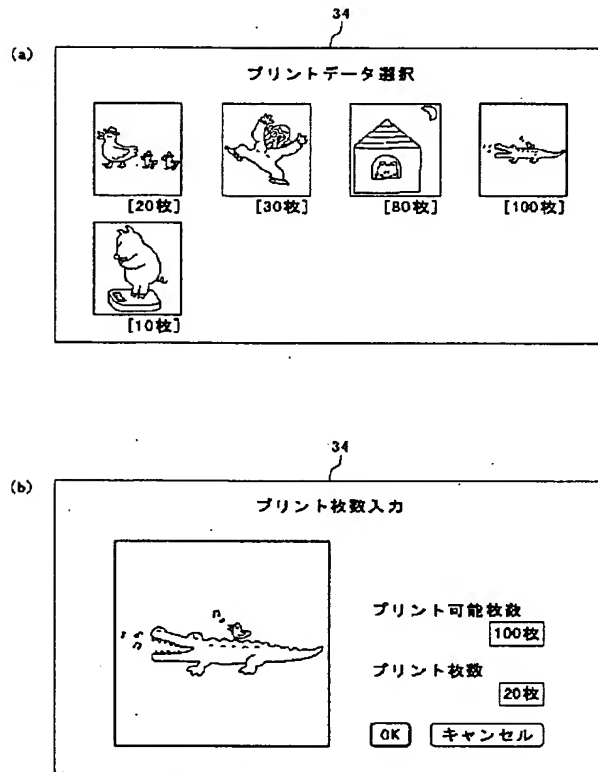 34
(a)
プリントデータ選択
[20枚] [30枚] [80枚] [100枚]
[10枚]
34
(b)
プリント枚数入力
プリント可能枚数
100枚
プリント枚数
20枚
OK キャンセル